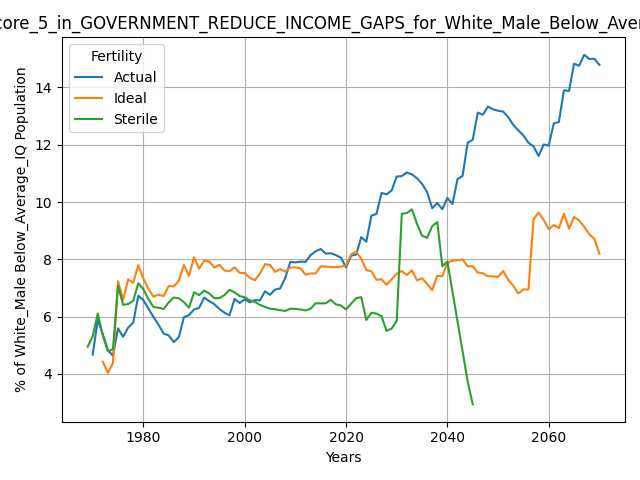 core_5_in_GOVERNMENT_REDUCE_INCOME_GAPS_for_White_Male_Below_Aver
Fertility
Actual
Ideal
Sterile
% of White_Male Below_Average_IQ Population
14
12
10
8
6
4
1980 2000 2020 2040 2060
Years